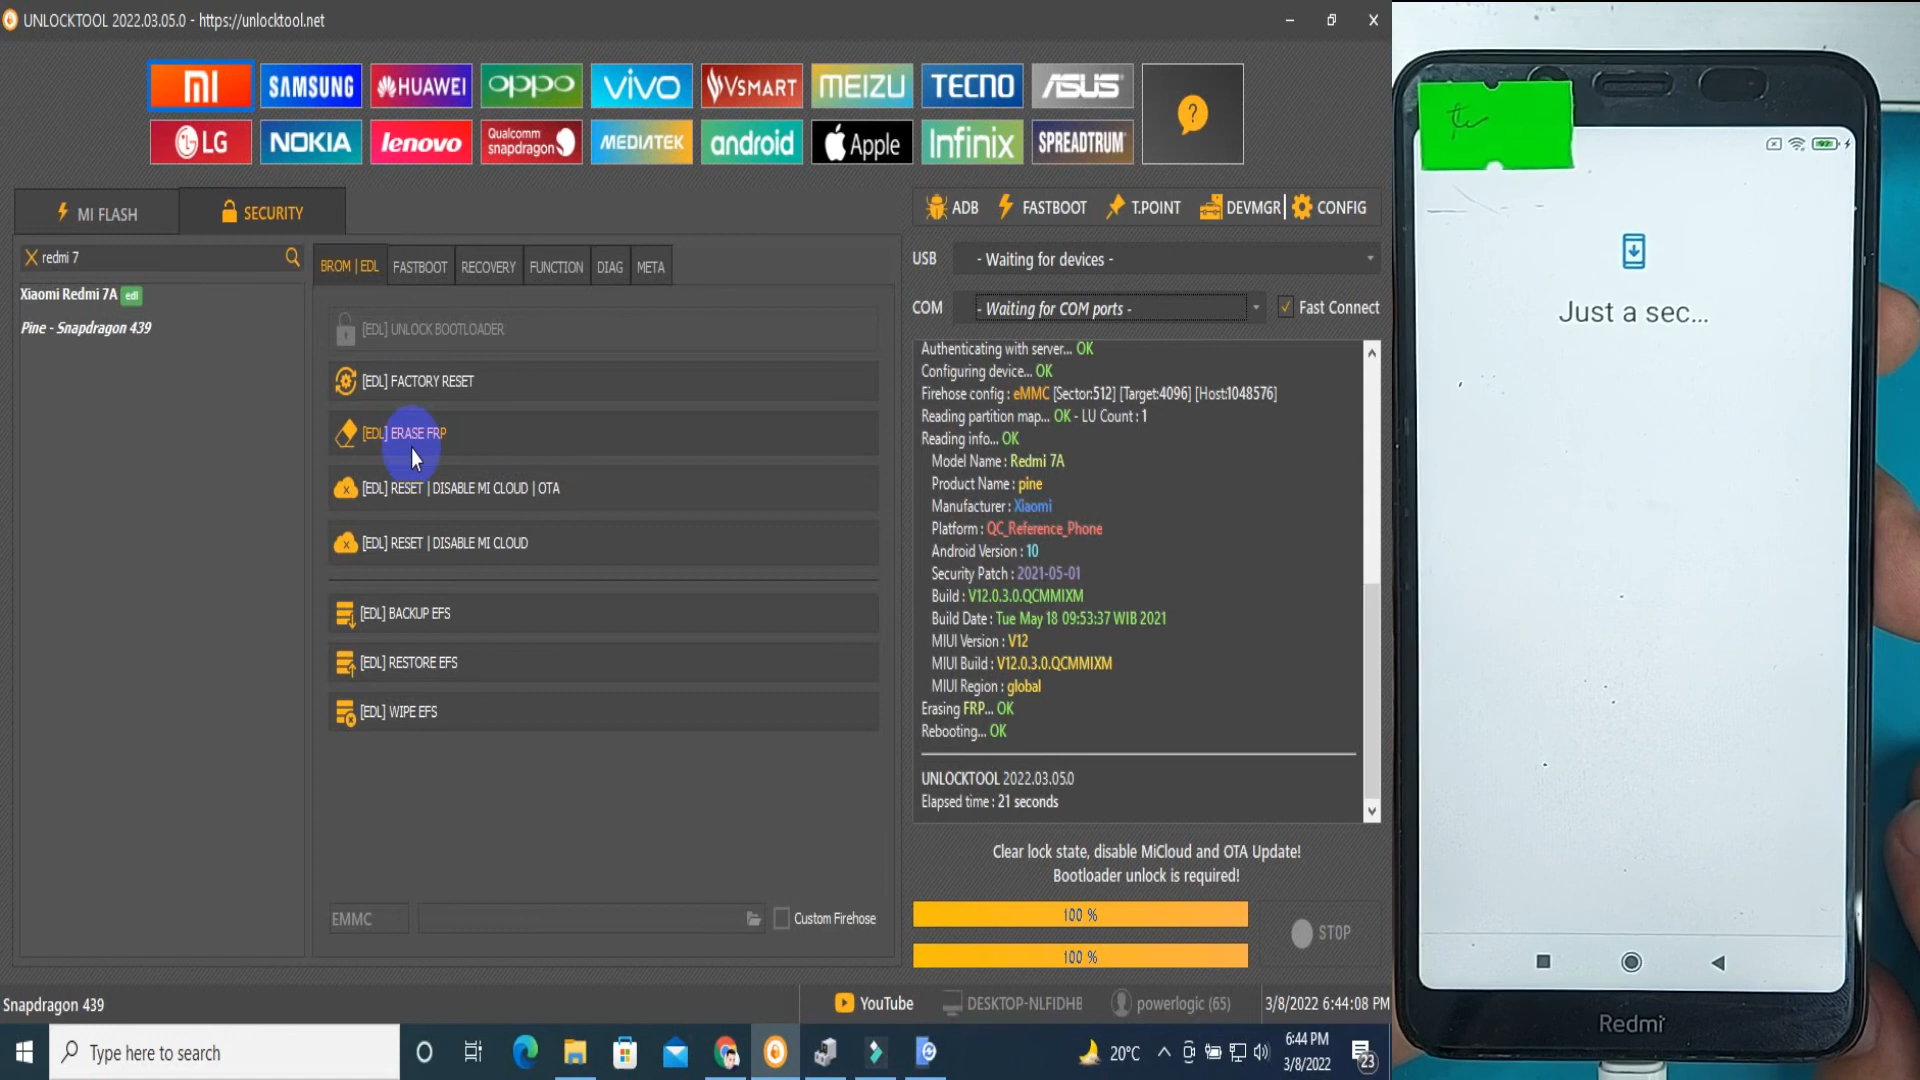 UNLOCKTOOL 2022.03.05.0 - https://unlocktool.net
MI
SAMSUNG
HUAWEI
oppo
vivo
VSMART
MEIZU
TECNO
ASUS
?
LG
NOKIA
lenovo
Qualcomm snapdragon
MEDIATEK
android
Apple
Infinix
SPREADTRUM
MI FLASH
SECURITY
ADB
FASTBOOT
T.POINT
DEVMGR
CONFIG
redmi 7
Xiaomi Redmi 7A edl
Pine - Snapdragon 439
BROM | EDL
FASTBOOT
RECOVERY
FUNCTION
DIAG
META
[EDL] UNLOCK BOOTLOADER
[EDL] FACTORY RESET
[EDL] ERASE FRP
[EDL] RESET | DISABLE MI CLOUD | OTA
[EDL] RESET | DISABLE MI CLOUD
[EDL] BACKUP EFS
[EDL] RESTORE EFS
[EDL] WIPE EFS
EMMC
Custom Firehose
USB - Waiting for devices -
COM - Waiting for COM ports - Fast Connect
Authenticating with server... OK
Configuring device... OK
Firehose config : eMMC [Sector:512] [Target:4096] [Host:1048576]
Reading partition map... OK - LU Count : 1
Reading info... OK
Model Name : Redmi 7A
Product Name : pine
Manufacturer : Xiaomi
Platform : QC_Reference_Phone
Android Version : 10
Security Patch : 2021-05-01
Build : V12.0.3.0.QCMMIXM
Build Date : Tue May 18 09:53:37 WIB 2021
MIUI Version : V12
MIUI Build : V12.0.3.0.QCMMIXM
MIUI Region : global
Erasing FRP... OK
Rebooting... OK
UNLOCKTOOL 2022.03.05.0
Elapsed time : 21 seconds
Clear lock state, disable MiCloud and OTA Update!
Bootloader unlock is required!
100 %
100 %
STOP
Snapdragon 439
YouTube
DESKTOP-NLFIDHB
powerlogic (65)
3/8/2022 6:44:08 PM
Type here to search
20°C
6:44 PM
3/8/2022
23
92
Just a sec...
Redmi